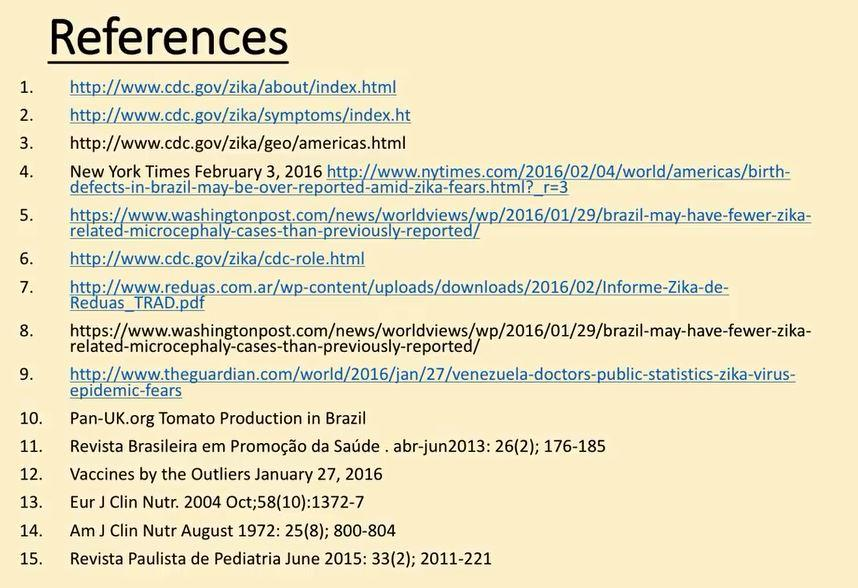 References
1. http://www.cdc.gov/zika/about/index.html
2. http://www.cdc.gov/zika/symptoms/index.ht
3. http://www.cdc.gov/zika/geo/americas.html
4. New York Times February 3, 2016 http://www.nytimes.com/2016/02/04/world/americas/birth-
defects-in-brazil-may-be-over-reported-amid-zika-fears.html?_r=3
5. https://www.washingtonpost.com/news/worldviews/wp/2016/01/29/brazil-may-have-fewer-zika-
related-microcephaly-cases-than-previously-reported/
6. http://www.cdc.gov/zika/cdc-role.html
7. http://www.reduas.com.ar/wp-content/uploads/downloads/2016/02/Informe-Zika-de-
Reduas_TRAD.pdf
8. https://www.washingtonpost.com/news/worldviews/wp/2016/01/29/brazil-may-have-fewer-zika-
related-microcephaly-cases-than-previously-reported/
9. http://www.theguardian.com/world/2016/jan/27/venezuela-doctors-public-statistics-zika-virus-
epidemic-fears
10. Pan-UK.org Tomato Production in Brazil
11. Revista Brasileira em Promoção da Saúde . abr-jun2013: 26(2); 176-185
12. Vaccines by the Outliers January 27, 2016
13. Eur J Clin Nutr. 2004 Oct;58(10):1372-7
14. Am J Clin Nutr August 1972: 25(8); 800-804
15. Revista Paulista de Pediatria June 2015: 33(2); 2011-221